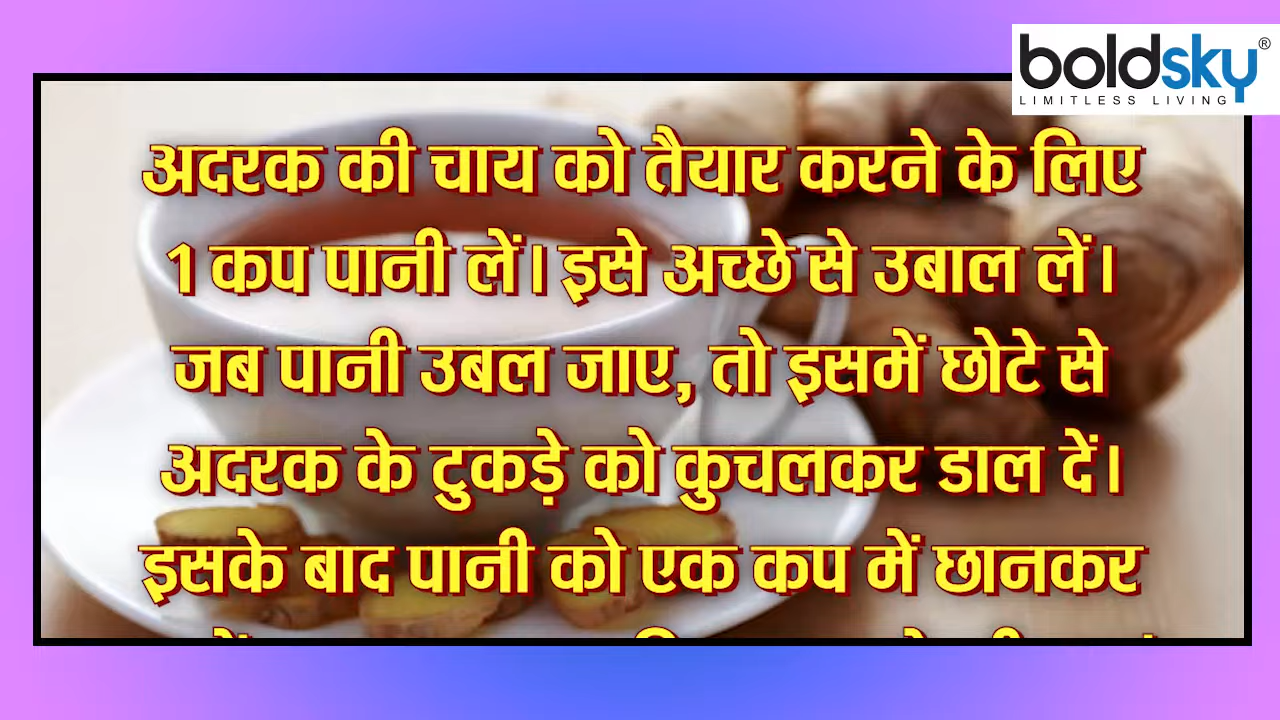 boldsky®
LIMITLESS LIVING
अदरक की चाय को तैयार करने के लिए
1 कप पानी लें। इसे अच्छे से उबाल लें।
जब पानी उबल जाए, तो इसमें छोटे से
अदरक के टुकड़े को कुचलकर डाल दें।
इसके बाद पानी को एक कप में छानकर